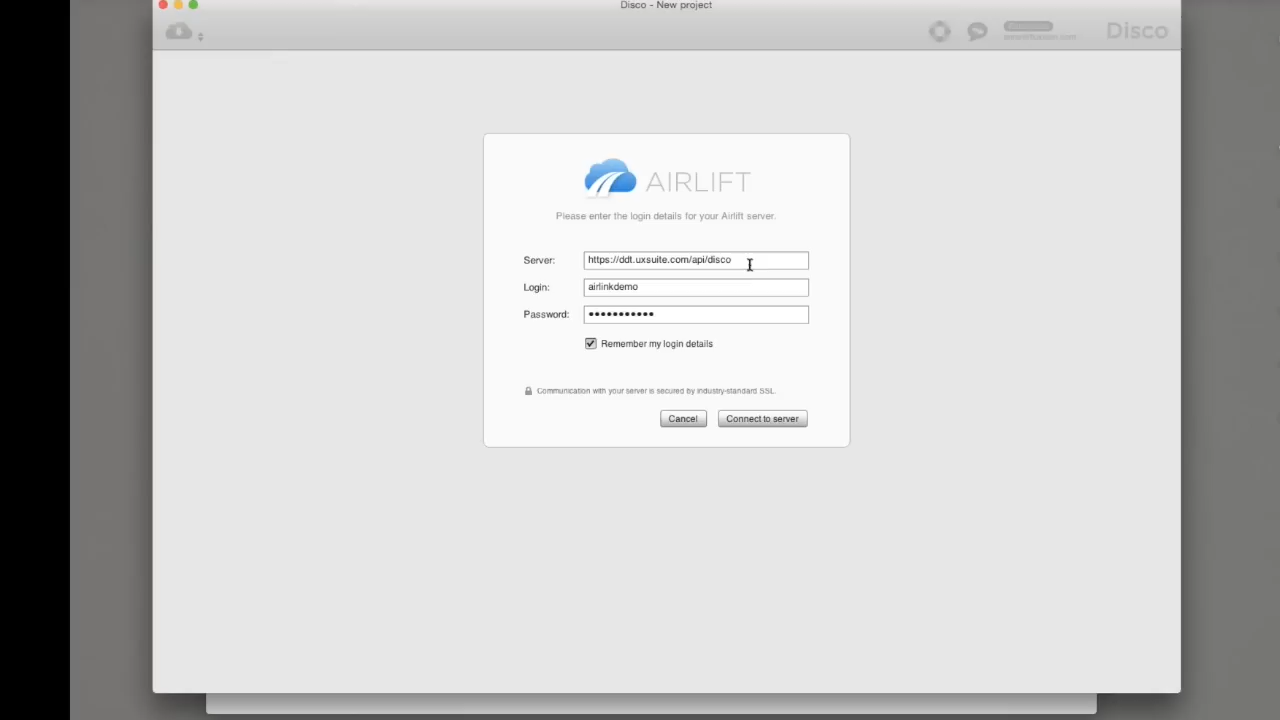 Disco - New project
Disco
AIRLIFT
Please enter the login details for your Airlift server.
Server: https://ddt.uxsuite.com/api/disco
Login: airlinkdemo
Password: •••••••••••
Remember my login details
Communication with your server is secured by industry-standard SSL.
Cancel Connect to server